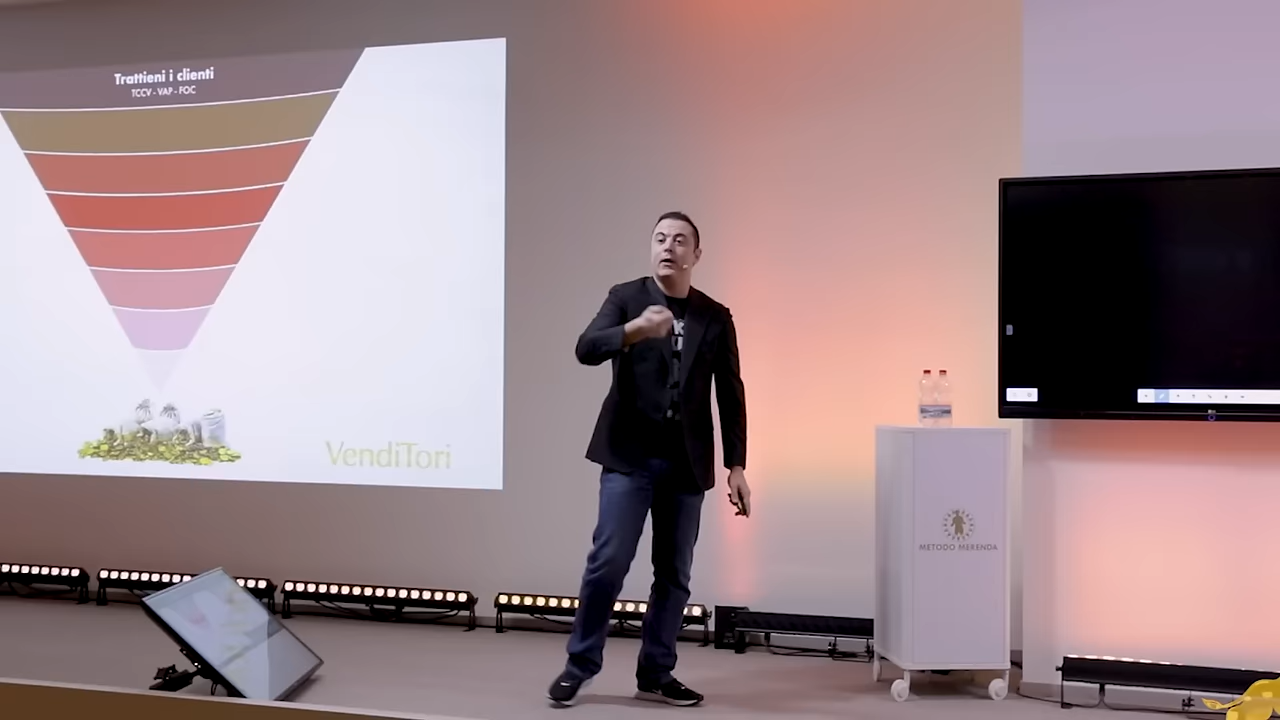 Trattieni i clienti
TCCV - VAP - FOC
VendiTori
METODO MERENDA